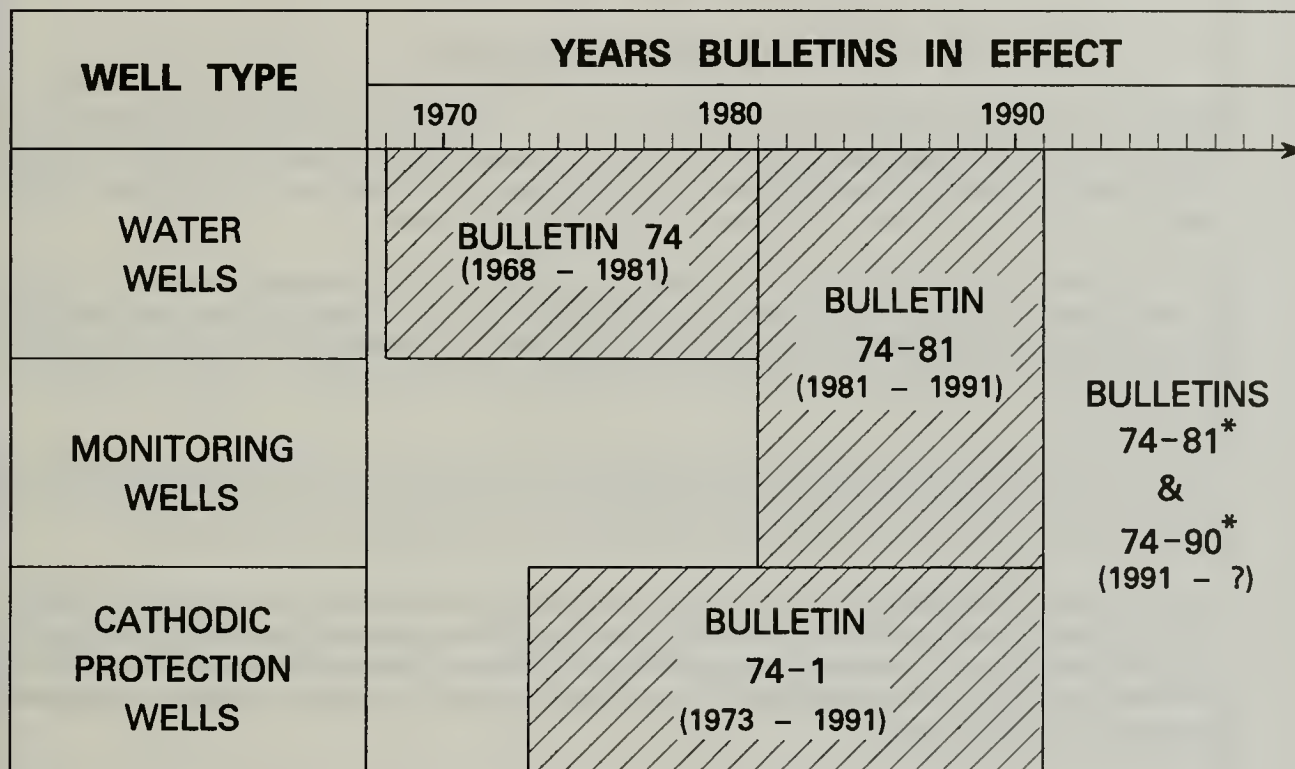 WELL TYPE
YEARS BULLETINS IN EFFECT
1970 1980 1990
WATER
WELLS
BULLETIN 74
(1968 - 1981)
BULLETIN
74-81
(1981 - 1991)
MONITORING
WELLS
BULLETINS
74-81*
&
74-90*
(1991 - ?)
CATHODIC
PROTECTION
WELLS
BULLETIN
74-1
(1973 - 1991)